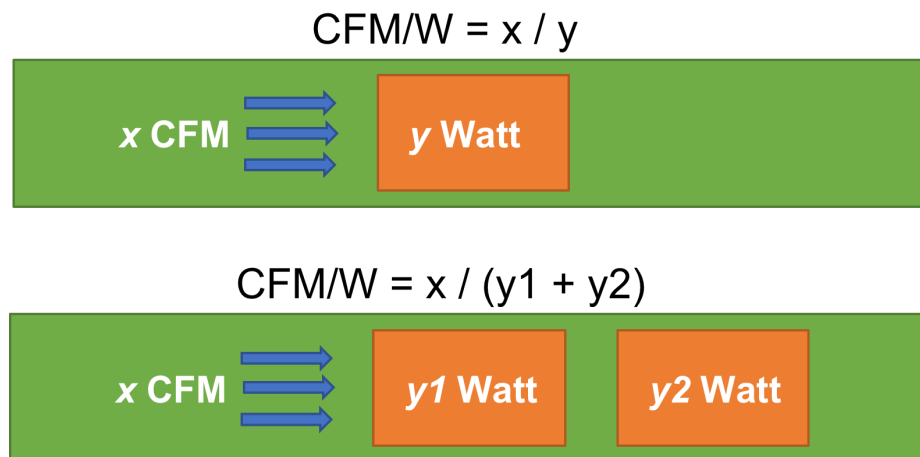 CFM/W = x / y
x CFM
y Watt
CFM/W = x / (y1 + y2)
x CFM
y1 Watt
y2 Watt